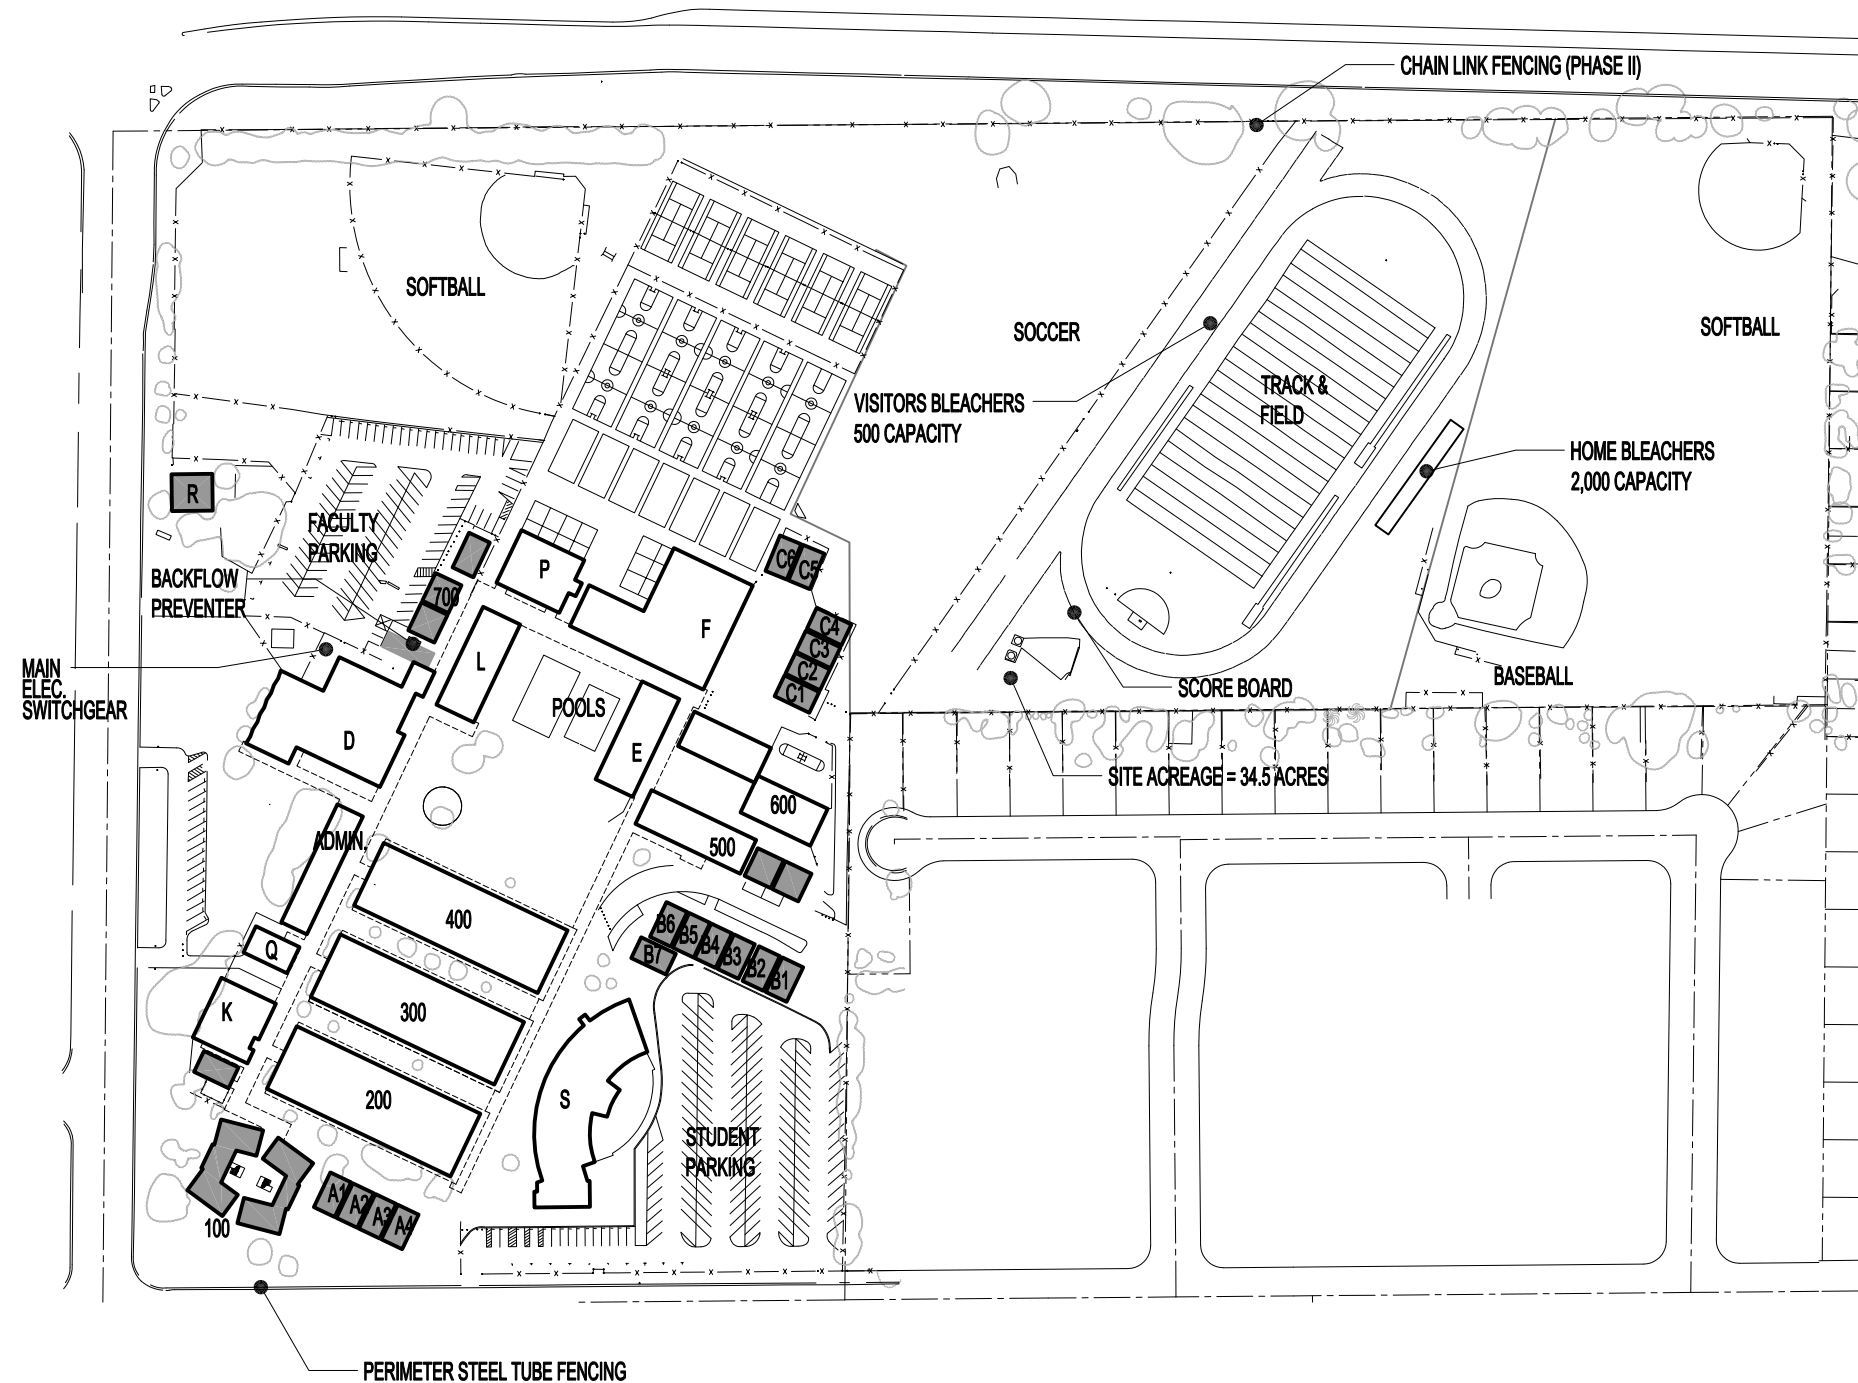 CHAIN LINK FENCING (PHASE II)
SOFTBALL
SOCCER
SOFTBALL
TRACK &
FIELD
VISITORS BLEACHERS
500 CAPACITY
HOME BLEACHERS
2,000 CAPACITY
R
FACULTY
PARKING
BACKFLOW
PREVENTER
700
P
C6
C5
F
C4
C3
C2
C1
L
MAIN
ELEC.
SWITCHGEAR
POOLS
SCORE BOARD
BASEBALL
D
E
SITE ACREAGE = 34.5 ACRES
600
ADMIN.
500
400
B6
B5
B4
B3
B2
B1
B7
Q
K
300
200
S
STUDENT
PARKING
A1
A2
A3
A4
100
PERIMETER STEEL TUBE FENCING